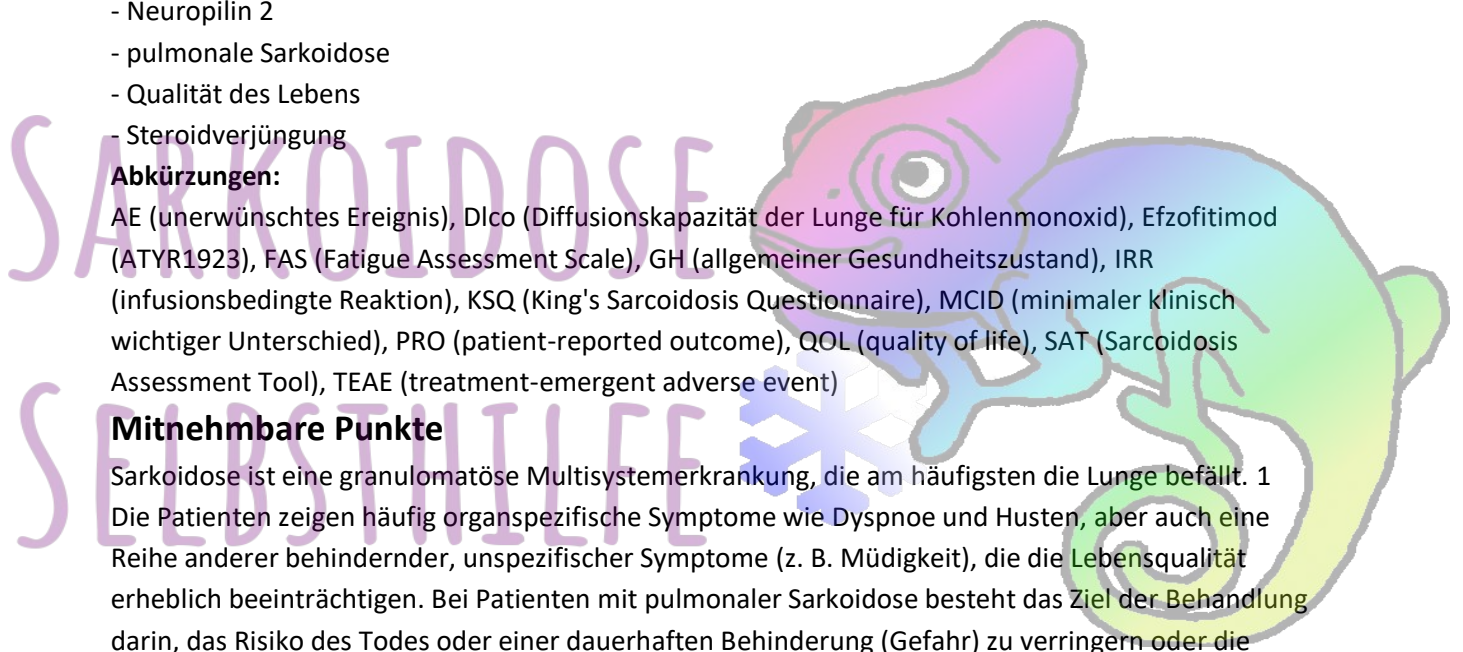 - Neuropilin 2
- pulmonale Sarkoidose
- Qualität des Lebens
- Steroidverjüngung
Abkürzungen:
AE (unerwünschtes Ereignis), Dlco (Diffusionskapazität der Lunge für Kohlenmonoxid), Efzofitimod
(ATYR1923), FAS (Fatigue Assessment Scale), GH (allgemeiner Gesundheitszustand), IRR
(infusionsbedingte Reaktion), KSQ (King's Sarcoidosis Questionnaire), MCID (minimaler klinisch
wichtiger Unterschied), PRO (patient-reported outcome), QOL (quality of life), SAT (Sarcoidosis
Assessment Tool), TEAE (treatment-emergent adverse event)
Mitnehmbare Punkte
Sarkoidose ist eine granulomatöse Multisystemerkrankung, die am häufigsten die Lunge befällt. 1
Die Patienten zeigen häufig organspezifische Symptome wie Dyspnoe und Husten, aber auch eine
Reihe anderer behindernder, unspezifischer Symptome (z. B. Müdigkeit), die die Lebensqualität
erheblich beeinträchtigen. Bei Patienten mit pulmonaler Sarkoidose besteht das Ziel der Behandlung
darin, das Risiko des Todes oder einer dauerhaften Behinderung (Gefahr) zu verringern oder die
SARKOIDOSE
SELBSTHILFE